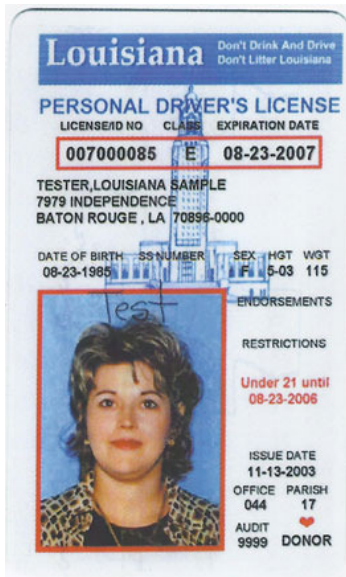 Louisiana Don't Drink And Drive
Don't Litter Louisiana
PERSONAL DRIVER'S LICENSE
LICENSE/ID NO CLASS EXPIRATION DATE
007000085 E 08-23-2007
TESTER,LOUISIANA SAMPLE
7979 INDEPENDENCE
BATON ROUGE , LA 70896-0000
DATE OF BIRTH SS NUMBER SEX HGT WGT
08-23-1985 F 5-03 115
Test
ENDORSEMENTS
RESTRICTIONS
Under 21 until
08-23-2006
ISSUE DATE
11-13-2003
OFFICE PARISH
044 17
AUDIT
9999 DONOR